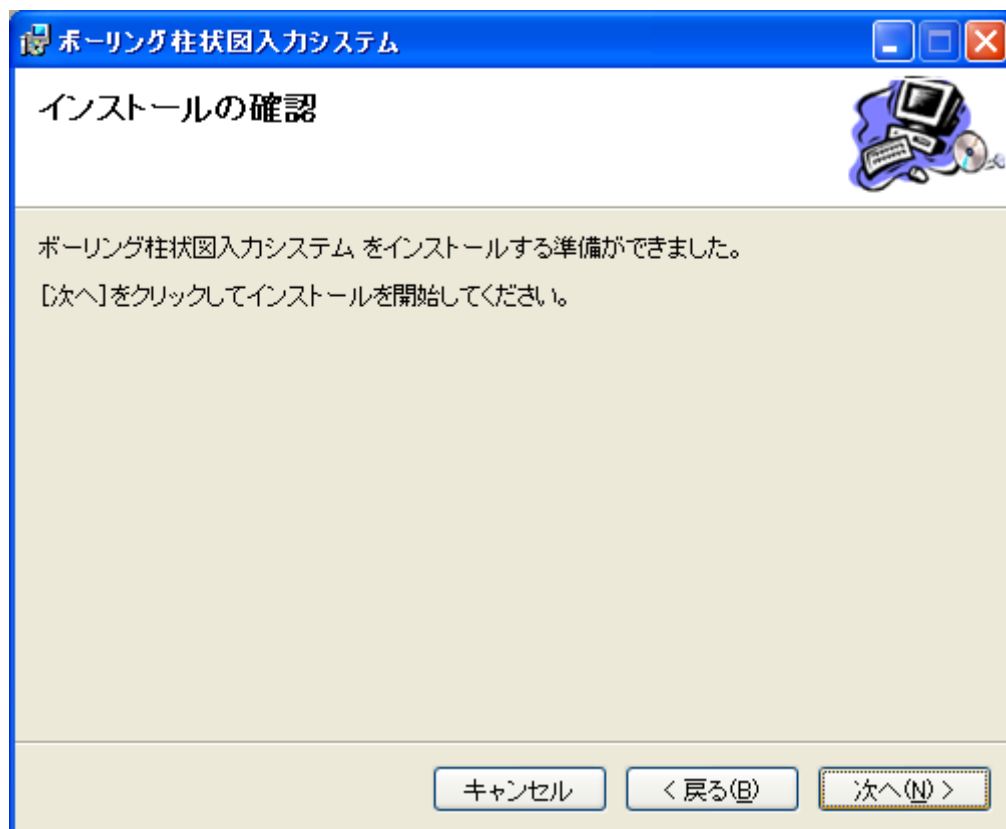 ボーリング柱状図入力システム
インストールの確認
ボーリング柱状図入力システム をインストールする準備ができました。
[次へ]をクリックしてインストールを開始してください。
キャンセル
< 戻る(B)
次へ(N) >